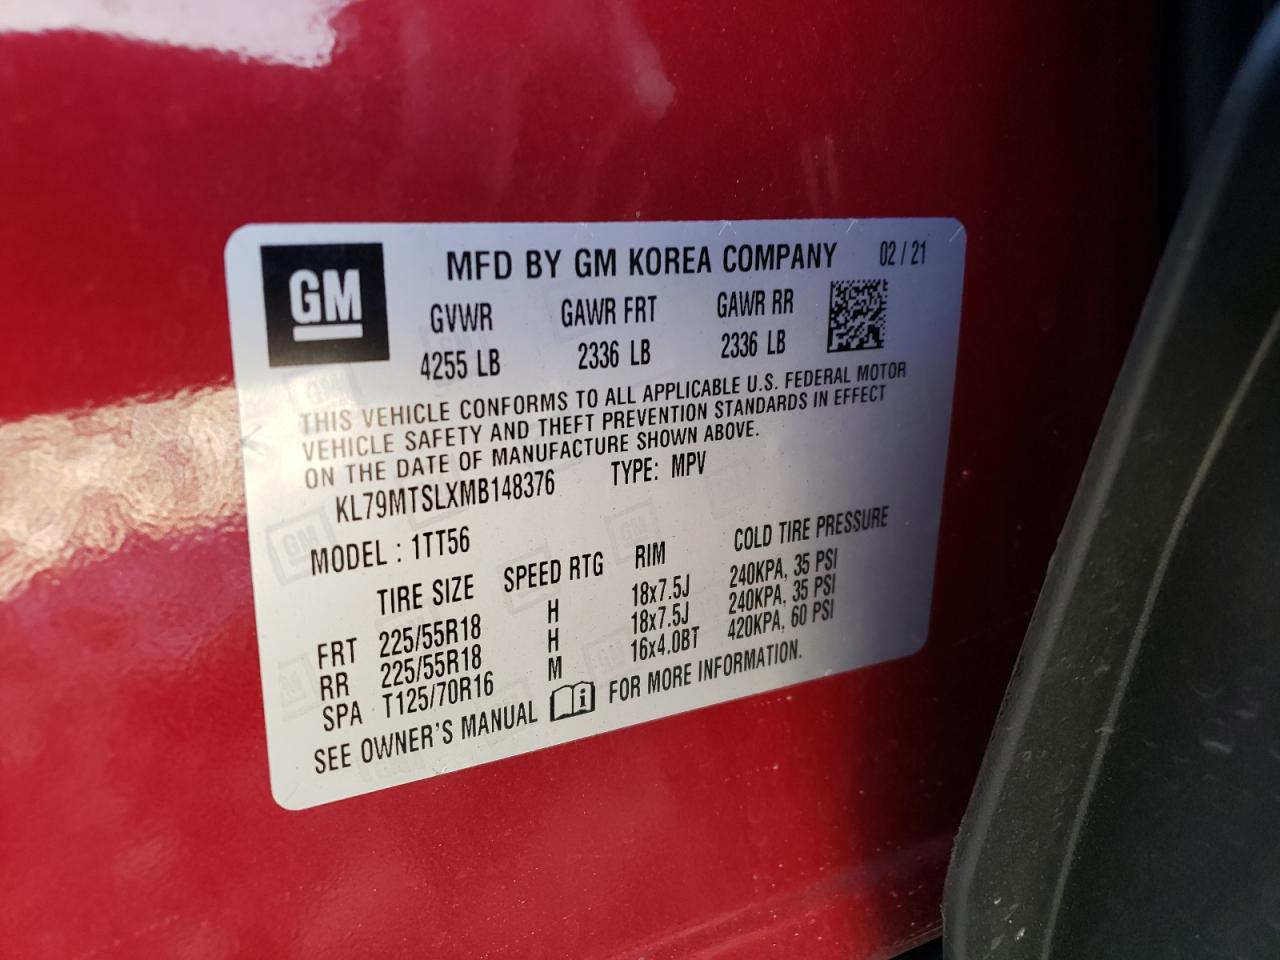 GM
MFD BY GM KOREA COMPANY 02 / 21
GVWR GAWR FRT GAWR RR
4255 LB 2336 LB 2336 LB
THIS VEHICLE CONFORMS TO ALL APPLICABLE U.S. FEDERAL MOTOR
VEHICLE SAFETY AND THEFT PREVENTION STANDARDS IN EFFECT
ON THE DATE OF MANUFACTURE SHOWN ABOVE.
KL79MTSLXMB148376 TYPE: MPV
MODEL : 1TT56
TIRE SIZE SPEED RTG RIM COLD TIRE PRESSURE
FRT 225/55R18 H 18x7.5J 240KPA, 35 PSI
RR 225/55R18 H 18x7.5J 240KPA, 35 PSI
SPA T125/70R16 M 16x4.0BT 420KPA, 60 PSI
SEE OWNER'S MANUAL i FOR MORE INFORMATION.